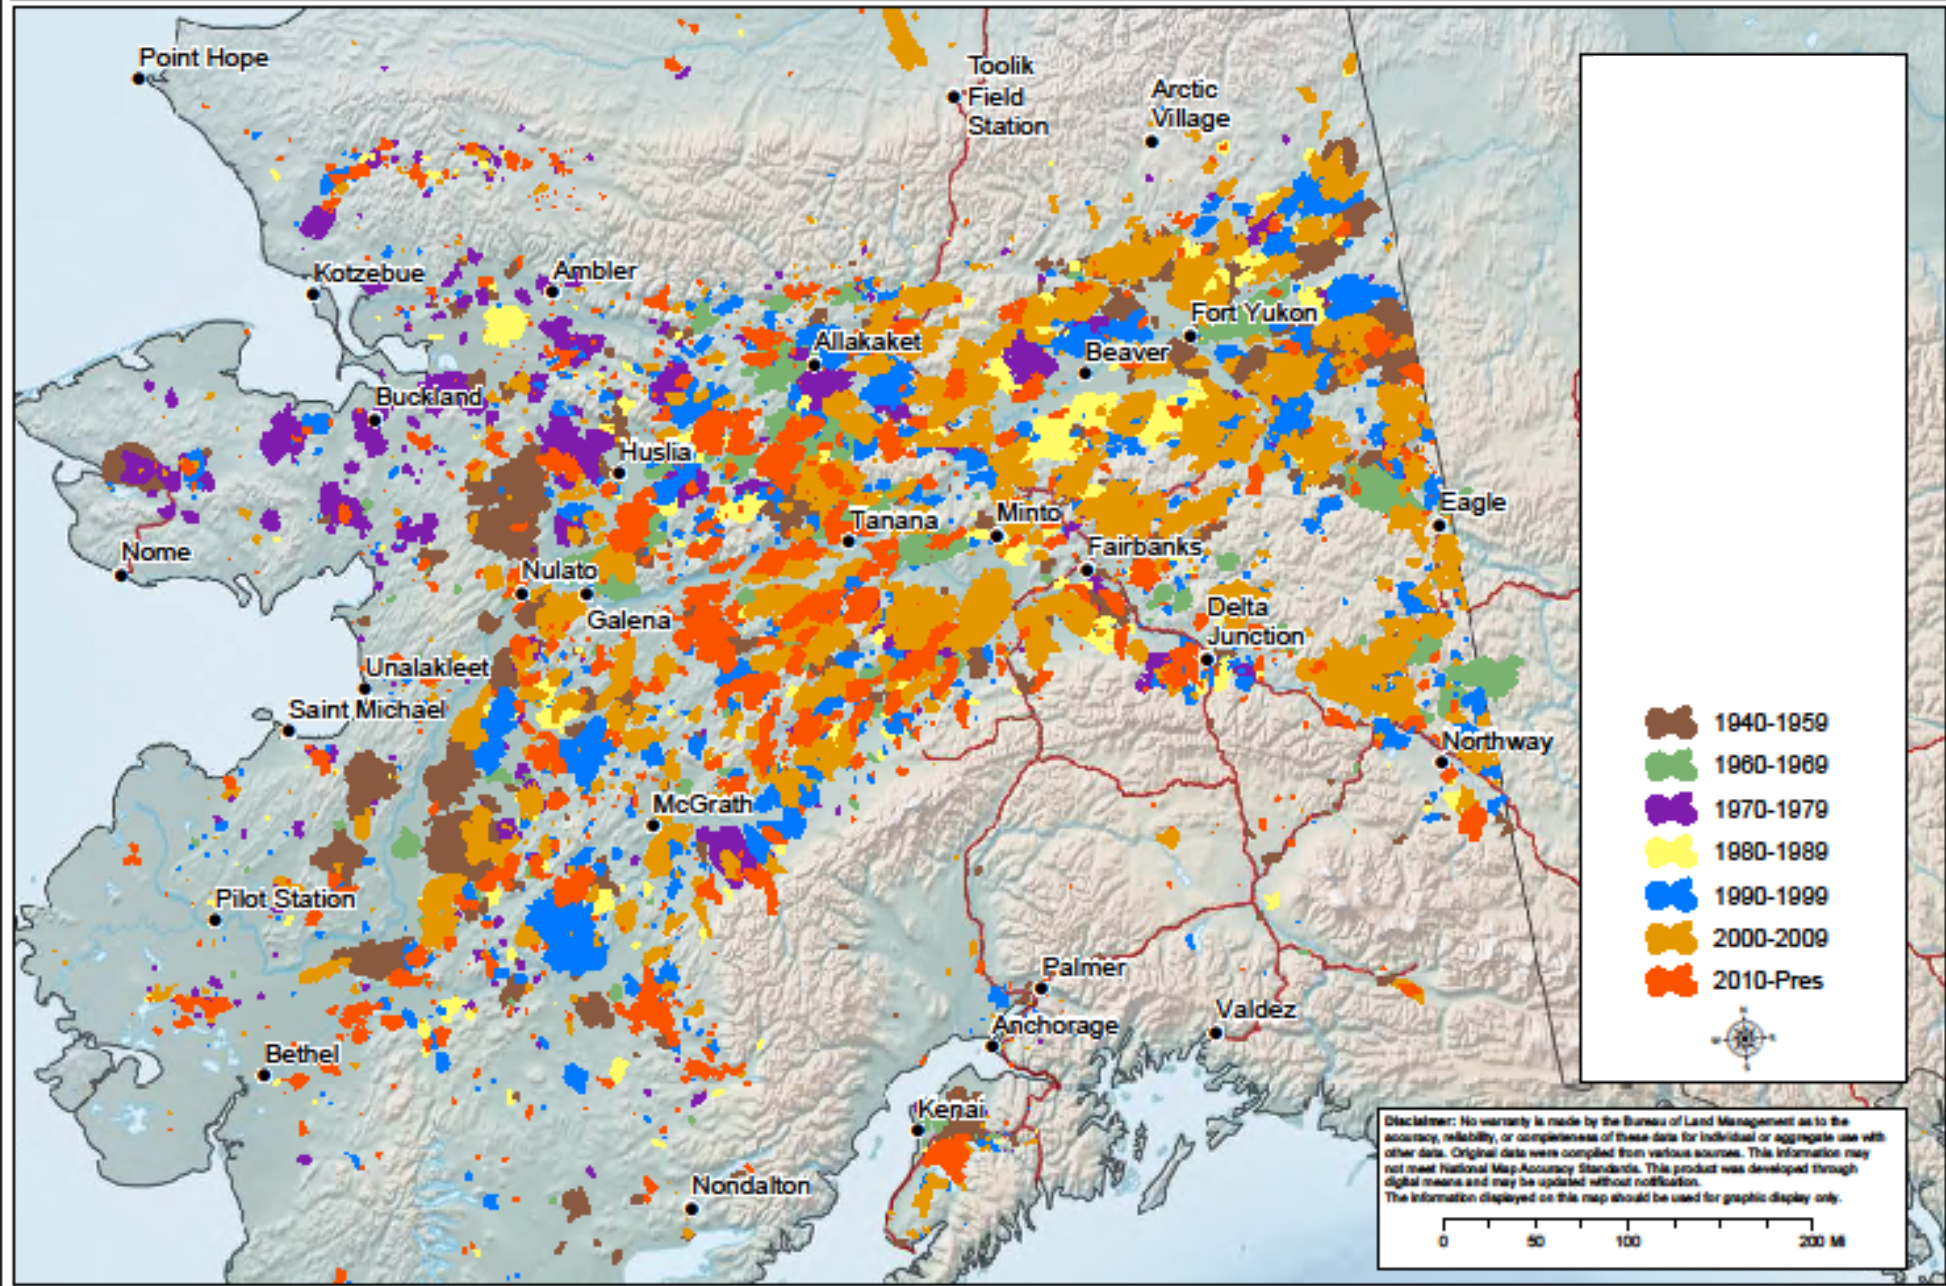 Point Hope
Toolik
Field
Station
Arctic
Village
Kotzebue
Ambler
Fort Yukon
Allakaket
Beaver
Buckland
Huslia
Eagle
Tanana
Minto
Nome
Fairbanks
Nulato
Galena
Delta
Junction
Unalakleet
Saint Michael
Northway
McGrath
Pilot Station
Palmer
Valdez
Anchorage
Bethel
Kenai
Nondalton
1940-1959
1960-1969
1970-1979
1980-1989
1990-1999
2000-2009
2010-Pres
Disclaimer: No warranty is made by the Bureau of Land Management as to the
accuracy, reliability, or completeness of these data for individual or aggregate use with
other data. Original data were compiled from various sources. This information may
not meet National Map Accuracy Standards. This product was developed through
digital means and may be updated without notification.
The information displayed on this map should be used for graphic display only.
0 50 100 200 Mi